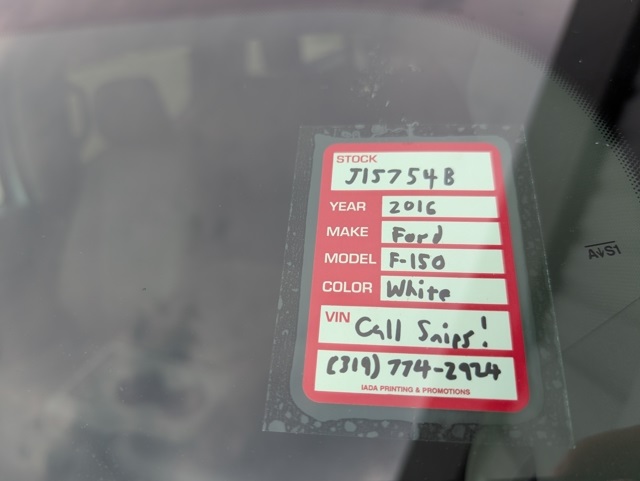 STOCK
J15754B
YEAR 2016
MAKE Ford
MODEL F-150
COLOR White
VIN Call Snips!
(319) 774-2924
IADA PRINTING & PROMOTIONS
AVS1